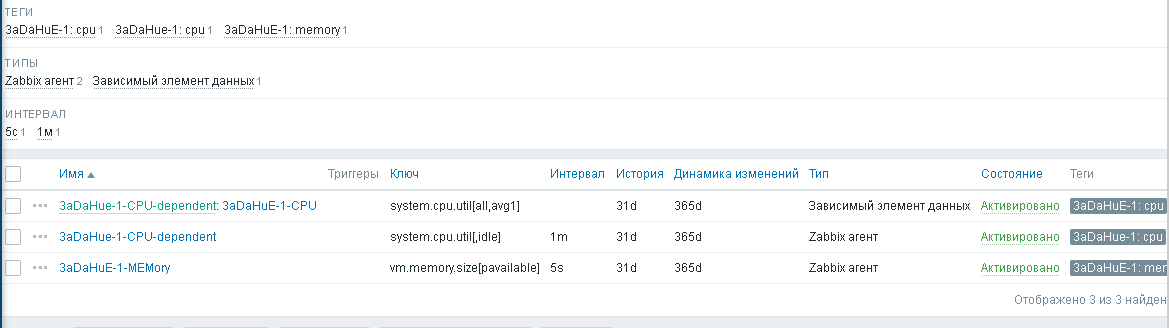 ТЕГИ
3aDaHuE-1: cpu 1 3aDaHue-1: cpu 1 3aDaHuE-1: memory 1
ТИПЫ
Zabbix агент 2 Зависимый элемент данных 1
ИНТЕРВАЛ
5с 1 1м 1
Имя Триггеры Ключ Интервал История Динамика изменений Тип Состояние Теги
3aDaHue-1-CPU-dependent: 3aDaHuE-1-CPU system.cpu.util[all,avg1] 31d 365d Зависимый элемент данных Активировано 3aDaHuE-1: cpu
3aDaHue-1-CPU-dependent system.cpu.util[,idle] 1m 31d 365d Zabbix агент Активировано 3aDaHue-1: cpu
3aDaHuE-1-MEMory vm.memory.size[pavailable] 5s 31d 365d Zabbix агент Активировано 3aDaHuE-1: mer
Отображено 3 из 3 найден